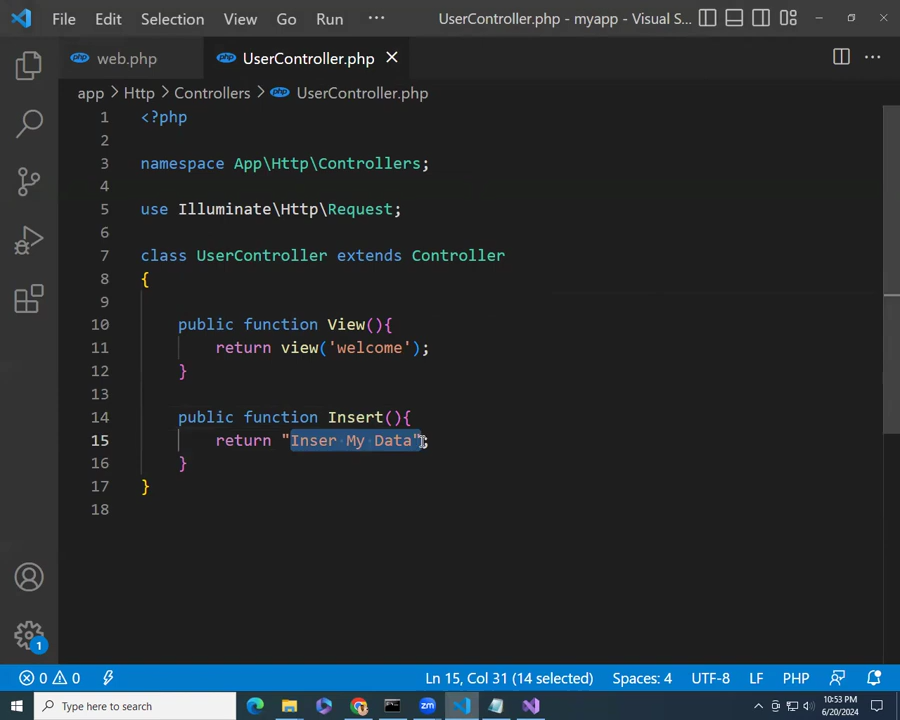 File Edit Selection View Go Run ··· UserController.php - myapp - Visual S...
php web.php php UserController.php
app > Http > Controllers > php UserController.php
1 <?php
2
3 namespace App\Http\Controllers;
4
5 use Illuminate\Http\Request;
6
7 class UserController extends Controller
8 {
9
10 public function View(){
11 return view('welcome');
12 }
13
14 public function Insert(){
15 return "Inser My Data";
16 }
17 }
18
1
0 0 Ln 15, Col 31 (14 selected) Spaces: 4 UTF-8 LF PHP
Type here to search 10:53 PM
6/20/2024